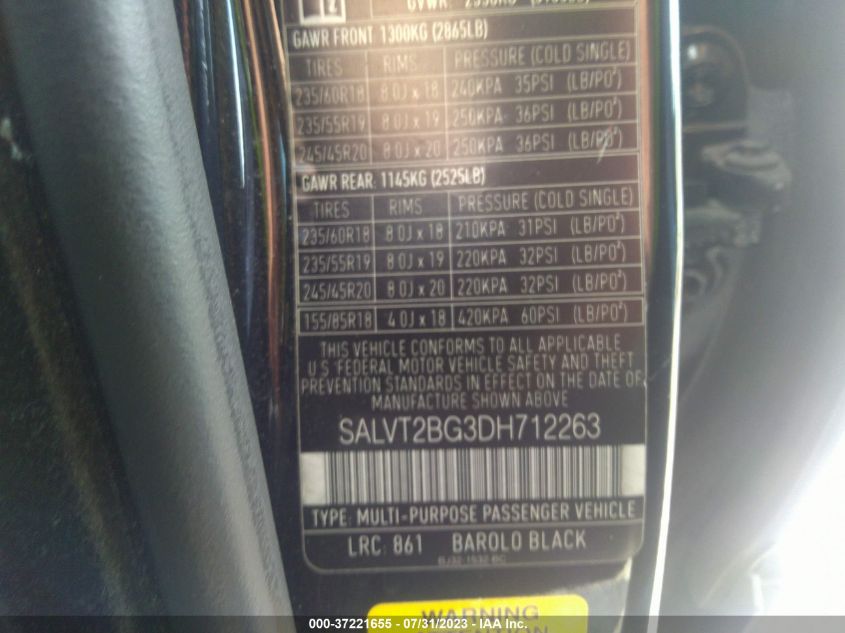 GAWR FRONT 1300KG (2865LB)
TIRES RIMS PRESSURE (COLD SINGLE)
235/60R18 8.0J x 18 240KPA 35PSI (LB/PO²)
235/55R19 8.0J x 19 250KPA 36PSI (LB/PO²)
245/45R20 8.0J x 20 250KPA 36PSI (LB/PO²)
GAWR REAR: 1145KG (2525LB)
TIRES RIMS PRESSURE (COLD SINGLE)
235/60R18 8.0J x 18 210KPA 31PSI (LB/PO²)
235/55R19 8.0J x 19 220KPA 32PSI (LB/PO²)
245/45R20 8.0J x 20 220KPA 32PSI (LB/PO²)
155/85R18 4.0J x 18 420KPA 60PSI (LB/PO²)
THIS VEHICLE CONFORMS TO ALL APPLICABLE
U.S. FEDERAL MOTOR VEHICLE SAFETY AND THEFT
PREVENTION STANDARDS IN EFFECT ON THE DATE OF
MANUFACTURE SHOWN ABOVE
SALVT2BG3DH712263
TYPE: MULTI-PURPOSE PASSENGER VEHICLE
LRC: 861 BAROLO BLACK
BJ32-1532-BC
WARNING
000-37221655 - 07/31/2023 - IAA Inc.